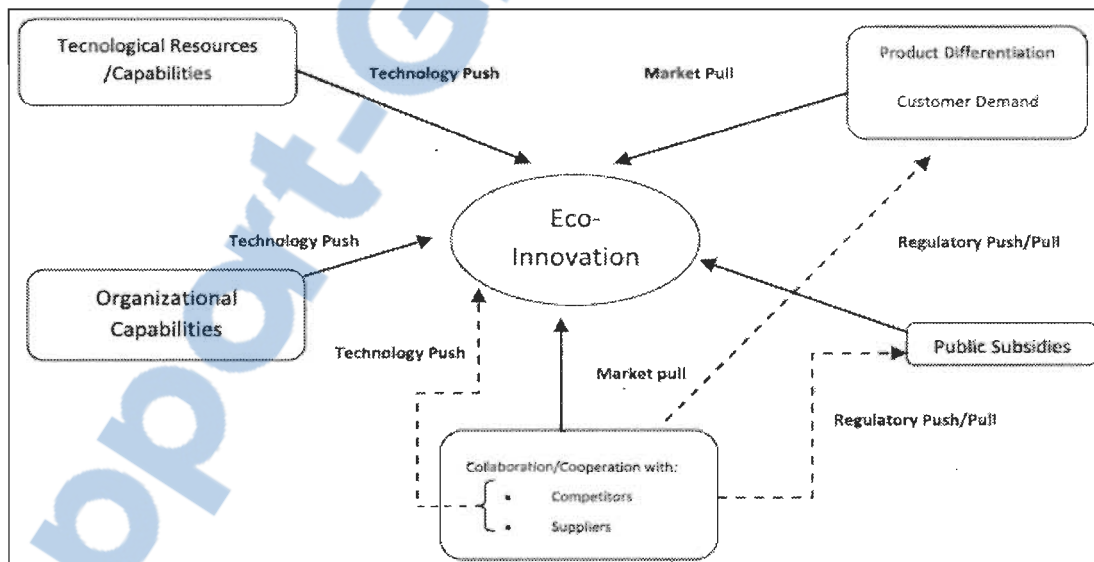 Tecnological Resources
/Capabilities
Technology Push
Market Pull
Product Differentiation
Customer Demand
Eco-
Innovation
Technology Push
Regulatory Push/Pull
Organizational
Capabilities
Technology Push
Market pull
Public Subsidies
Regulatory Push/Pull
Collaboration/Cooperation with:
• Competitors
• Suppliers
pport-G